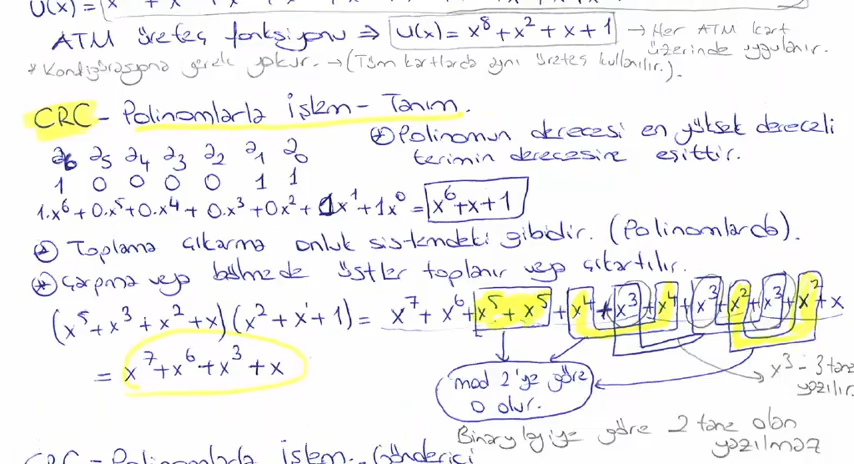 U(x) =
ATM üreteç fonksiyonu ⇒ U(x) = x⁸ + x² + x + 1 → Her ATM kart üzerinde uygulanır.
* Konfigürasyona gerek yoktur. → (Tüm kartlarda aynı üreteç kullanılır.).
CRC - Polinomlarla İşlem - Tanım.
a₆ a₅ a₄ a₃ a₂ a₁ a₀
1 0 0 0 0 1 1
* Polinomun derecesi en yüksek dereceli
terimin derecesine eşittir.
1.x⁶ + 0.x⁵ + 0.x⁴ + 0.x³ + 0x² + 1x¹ + 1x⁰ = x⁶ + x + 1
* Toplama çıkarma onluk sistemdeki gibidir. (Polinomlarda).
* Çarpma veya bölmede üstler toplanır veya çıkartılır.
(x⁵ + x³ + x² + x) (x² + x + 1) = x⁷ + x⁶ + x⁵ + x⁵ + x⁴ + x³ + x⁴ + x³ + x² + x³ + x² + x
= x⁷ + x⁶ + x³ + x
mod 2'ye göre
0 olur.
x³ - 3 tane
yazılır.
Binary'e göre 2 tane olan
yazılmaz
CRC - Polinomlarla İşlem - Gönderici